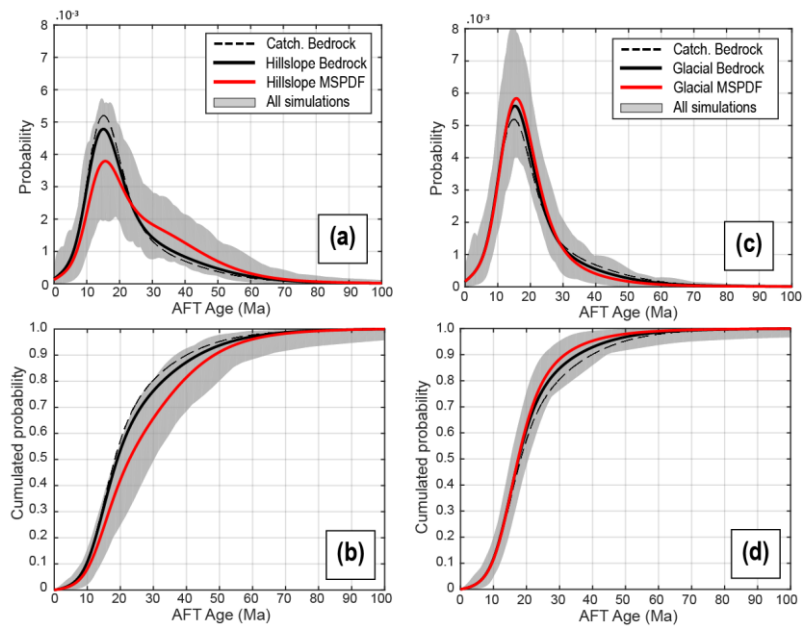 .10-3
8
7
6
5
4
3
2
1
0
Probability
Catch. Bedrock
Hillslope Bedrock
Hillslope MSPDF
All simulations
(a)
0 10 20 30 40 50 60 70 80 90 100
AFT Age (Ma)
.10-3
8
7
6
5
4
3
2
1
0
Probability
Catch. Bedrock
Glacial Bedrock
Glacial MSPDF
All simulations
(c)
0 10 20 30 40 50 60 70 80 90 100
AFT Age (Ma)
1.0
0.9
0.8
0.7
0.6
0.5
0.4
0.3
0.2
0.1
0
Cumulated probability
(b)
0 10 20 30 40 50 60 70 80 90 100
AFT Age (Ma)
1.0
0.9
0.8
0.7
0.6
0.5
0.4
0.3
0.2
0.1
0
Cumulated probability
(d)
0 10 20 30 40 50 60 70 80 90 100
AFT Age (Ma)